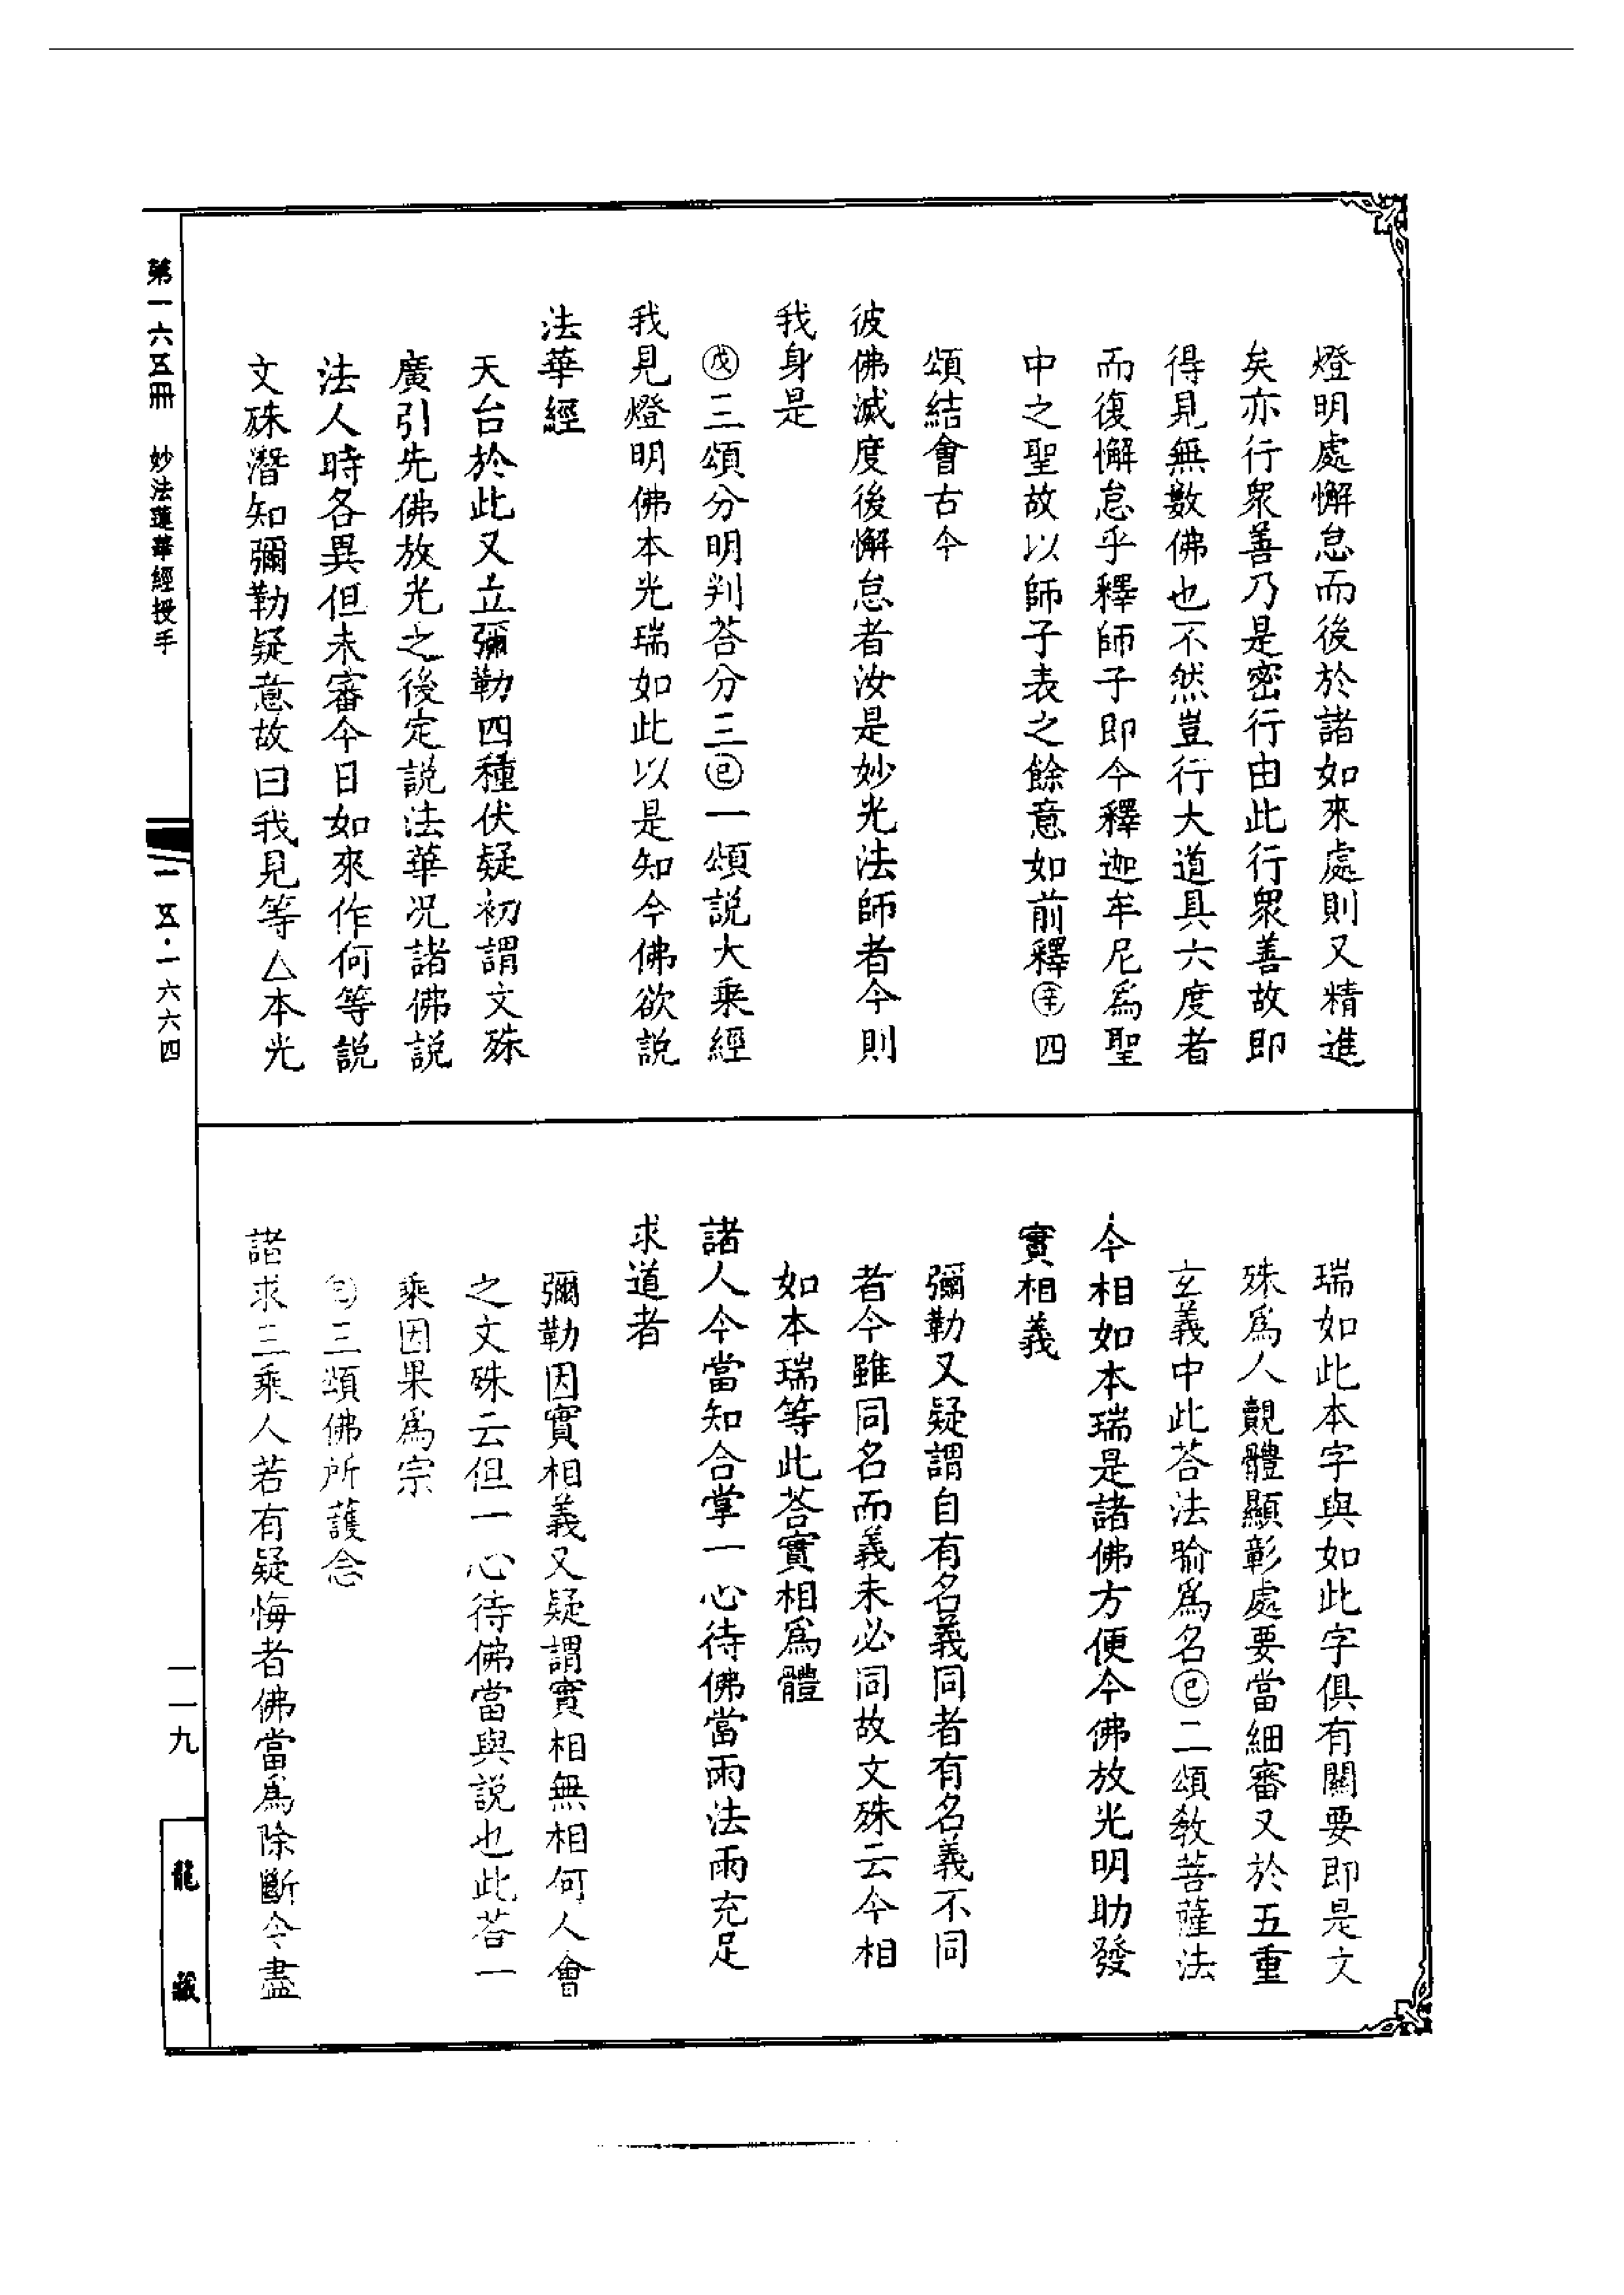 燈明處懈怠而後於諸如來處則又精進
矣亦行衆善乃是密行由此行衆善故即
得見無數佛也不然豈行大道具六度者
而復懈怠乎釋師子即今釋迦牟尼爲聖
中之聖故以師子表之餘意如前釋㊛四
頌結會古今
彼佛滅度後懈怠者汝是妙光法師者今則
我身是
戊三頌分明判荅分三己一頌說大乘經
我見燈明佛本光瑞如此以是知今佛欲說
法華經
天台於此又立彌勒四種伏疑初謂文殊
廣引先佛放光之後定說法華況諸佛說
法人時各異但未審今日如來作何等說
文殊潛知彌勒疑意故曰我見等△本光
瑞如此本字與如此字俱有關要即是文
殊爲人覿體顯彰處要當細審又於五重
玄義中此荅法喻爲名己二頌教菩薩法
今相如本瑞是諸佛方便今佛放光明助發
實相義
彌勒又疑謂自有名義同者有名義不同
者今雖同名而義未必同故文殊云今相
如本瑞等此荅實相爲體
諸人今當知合掌一心待佛當雨法雨充足
求道者
彌勒因實相義又疑謂實相無相何人會
之文殊云但一心待佛當與說也此荅一
乘因果爲宗
己三頌佛所護念
諸求三乘人若有疑悔者佛當爲除斷令盡
第一六五冊 妙法蓮華經授手
一五·一六六四
一一九
龍藏